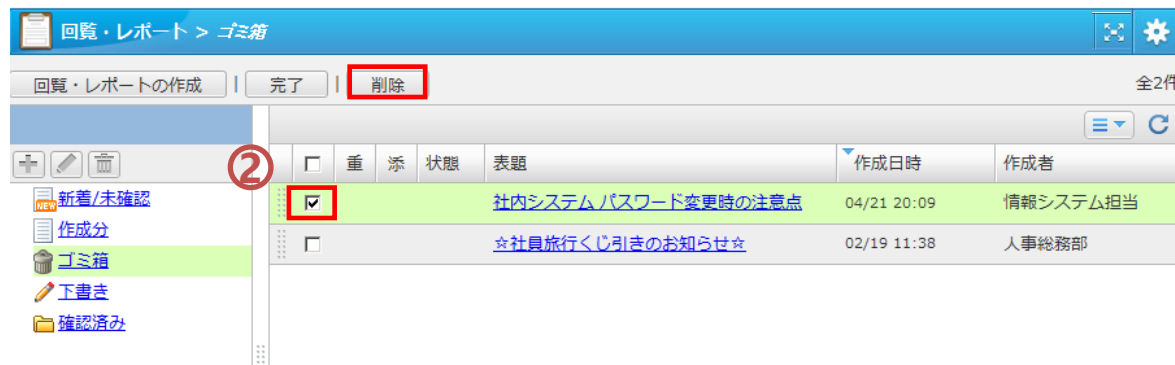 回覧・レポート > ゴミ箱
回覧・レポートの作成 | 完了 | 削除 全2件
② 重 添 状態 表題 作成日時 作成者
NEW 新着/未確認
社内システム パスワード変更時の注意点 04/21 20:09 情報システム担当
作成分
☆社員旅行くじ引きのお知らせ☆ 02/19 11:38 人事総務部
ゴミ箱
下書き
確認済み